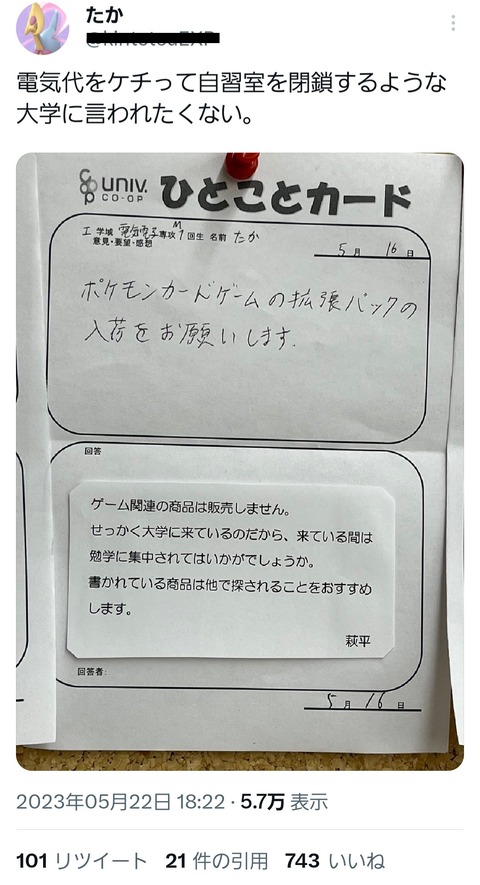 たか
電気代をケチって自習室を閉鎖するような
大学に言われたくない。
UNIV.
CO-OP
ひとことカード
工 学域 電気電子専攻 M1回生 名前 たか
意見・要望・感想
5月 16日
ポケモンカードゲームの拡張パックの
入荷をお願いします.
回答
ゲーム関連の商品は販売しません。
せっかく大学に来ているのだから、来ている間は
勉学に集中されてはいかがでしょうか。
書かれている商品は他で探されることをおすすめ
します。
萩平
回答者:
5月 16日
2023年05月22日 18:22・5.7万 表示
101 リツイート 21 件の引用 743 いいね